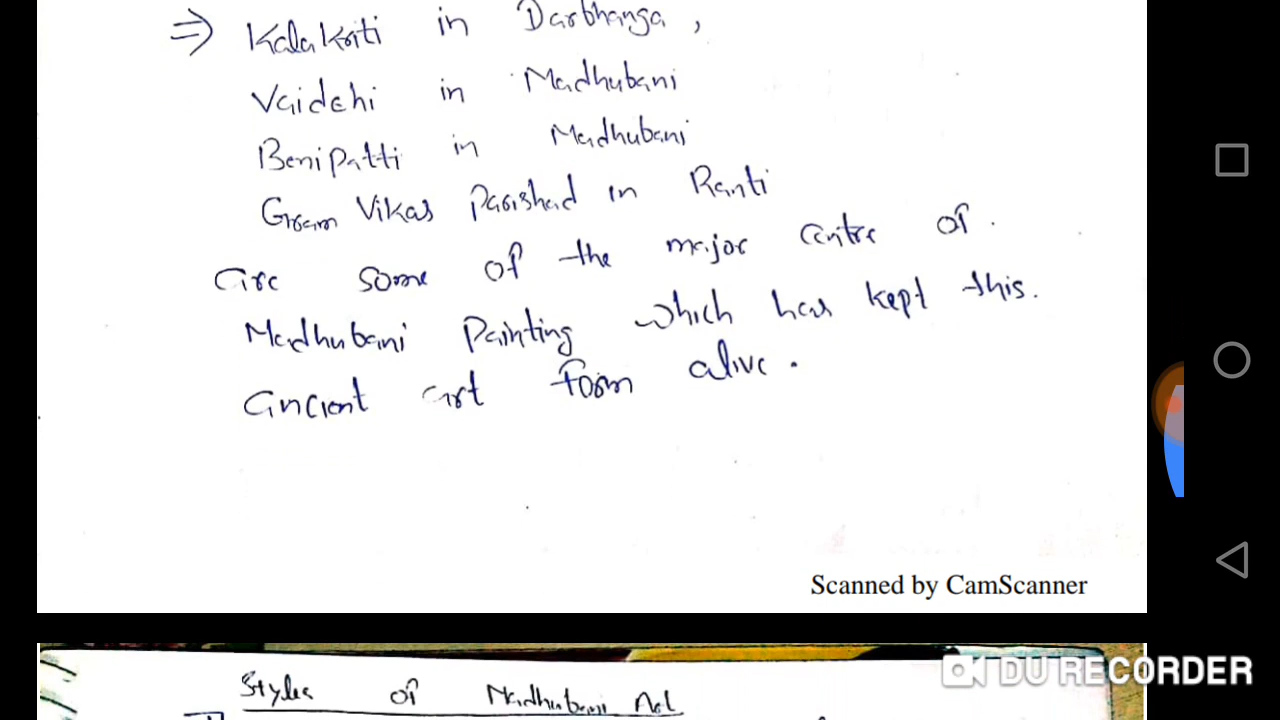 ⇒ Kalakriti in Darbhanga,
Vaidehi in Madhubani
Benipatti in Madhubani
Gram Vikas Parishad in Ranti
are some of the major centre of
Madhubani Painting which has kept this.
ancient art form alive.
Scanned by CamScanner
DU RECORDER
Styles of Madhubani Art